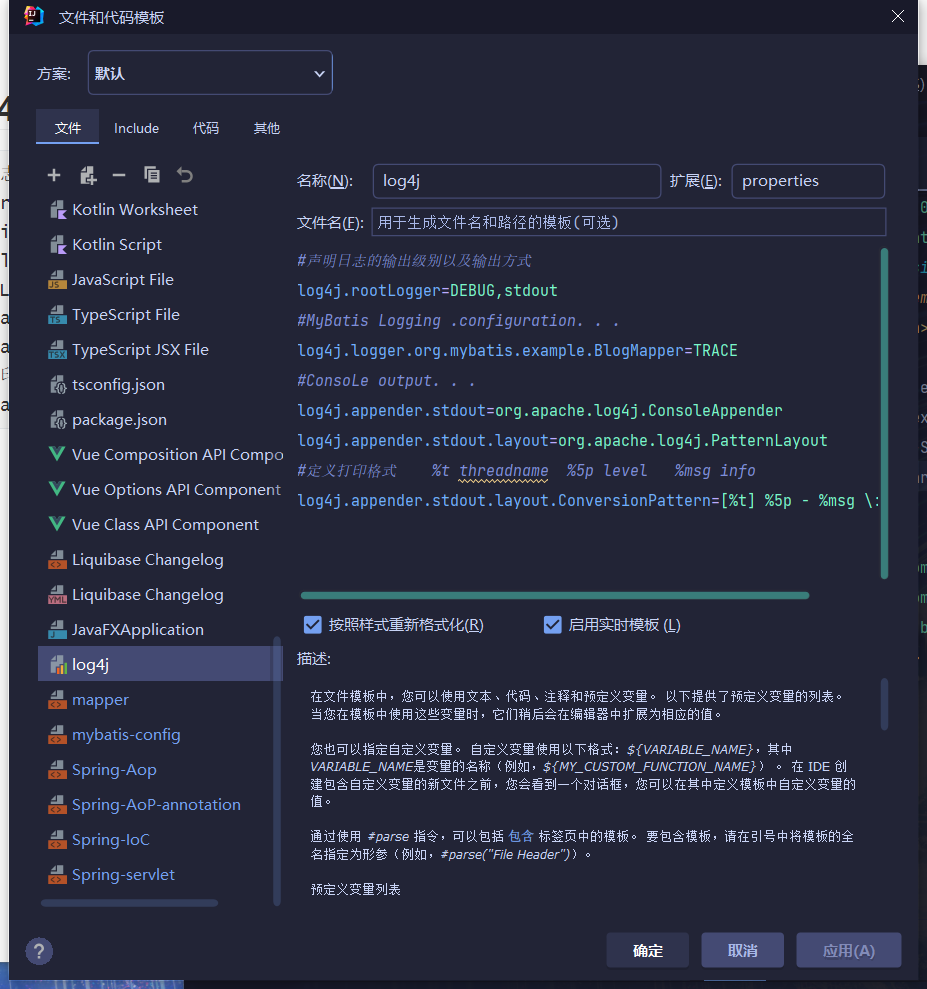 文件和代码模板
方案:
默认
文件 Include 代码 其他
名称(N): log4j 扩展(E): properties
文件名(F): 用于生成文件名和路径的模板(可选)
Kotlin Worksheet
Kotlin Script
JavaScript File
TypeScript File
TypeScript JSX File
tsconfig.json
package.json
Vue Composition API Compo
Vue Options API Component
Vue Class API Component
Liquibase Changelog
Liquibase Changelog
JavaFXApplication
log4j
mapper
mybatis-config
Spring-Aop
Spring-AoP-annotation
Spring-IoC
Spring-servlet
#声明日志的输出级别以及输出方式
log4j.rootLogger=DEBUG,stdout
#MyBatis Logging .configuration. . .
log4j.logger.org.mybatis.example.BlogMapper=TRACE
#ConsoLe output. . .
log4j.appender.stdout=org.apache.log4j.ConsoleAppender
log4j.appender.stdout.layout=org.apache.log4j.PatternLayout
#定义打印格式 %t threadname %5p level %msg info
log4j.appender.stdout.layout.ConversionPattern=[%t] %5p - %msg \:
按照样式重新格式化(R) 启用实时模板 (L)
描述:
在文件模板中，您可以使用文本、代码、注释和预定义变量。 以下提供了预定义变量的列表。
当您在模板中使用这些变量时，它们稍后会在编辑器中扩展为相应的值。
您也可以指定自定义变量。 自定义变量使用以下格式：${VARIABLE_NAME}，其中
VARIABLE_NAME是变量的名称（例如，${MY_CUSTOM_FUNCTION_NAME}）。 在 IDE 创
建包含自定义变量的新文件之前，您会看到一个对话框，您可以在其中定义模板中自定义变量的
值。
通过使用 #parse 指令，可以包括 包含 标签页中的模板。 要包含模板，请在引号中将模板的全
名指定为形参（例如，#parse("File Header")）。
预定义变量列表
?
确定 取消 应用(A)